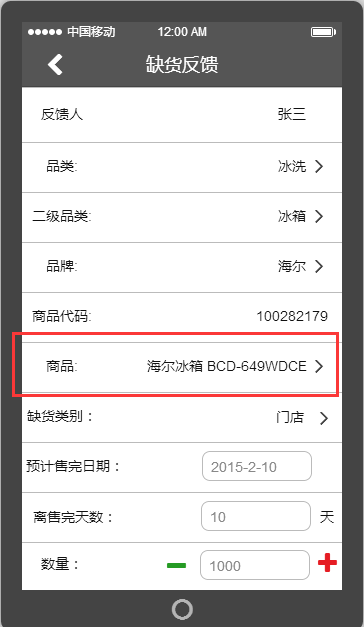 中国移动 12:00 AM
缺货反馈
反馈人 张三
品类: 冰洗
二级品类: 冰箱
品牌: 海尔
商品代码: 100282179
商品: 海尔冰箱 BCD-649WDCE
缺货类别： 门店
预计售完日期： 2015-2-10
离售完天数： 10 天
数量： 1000